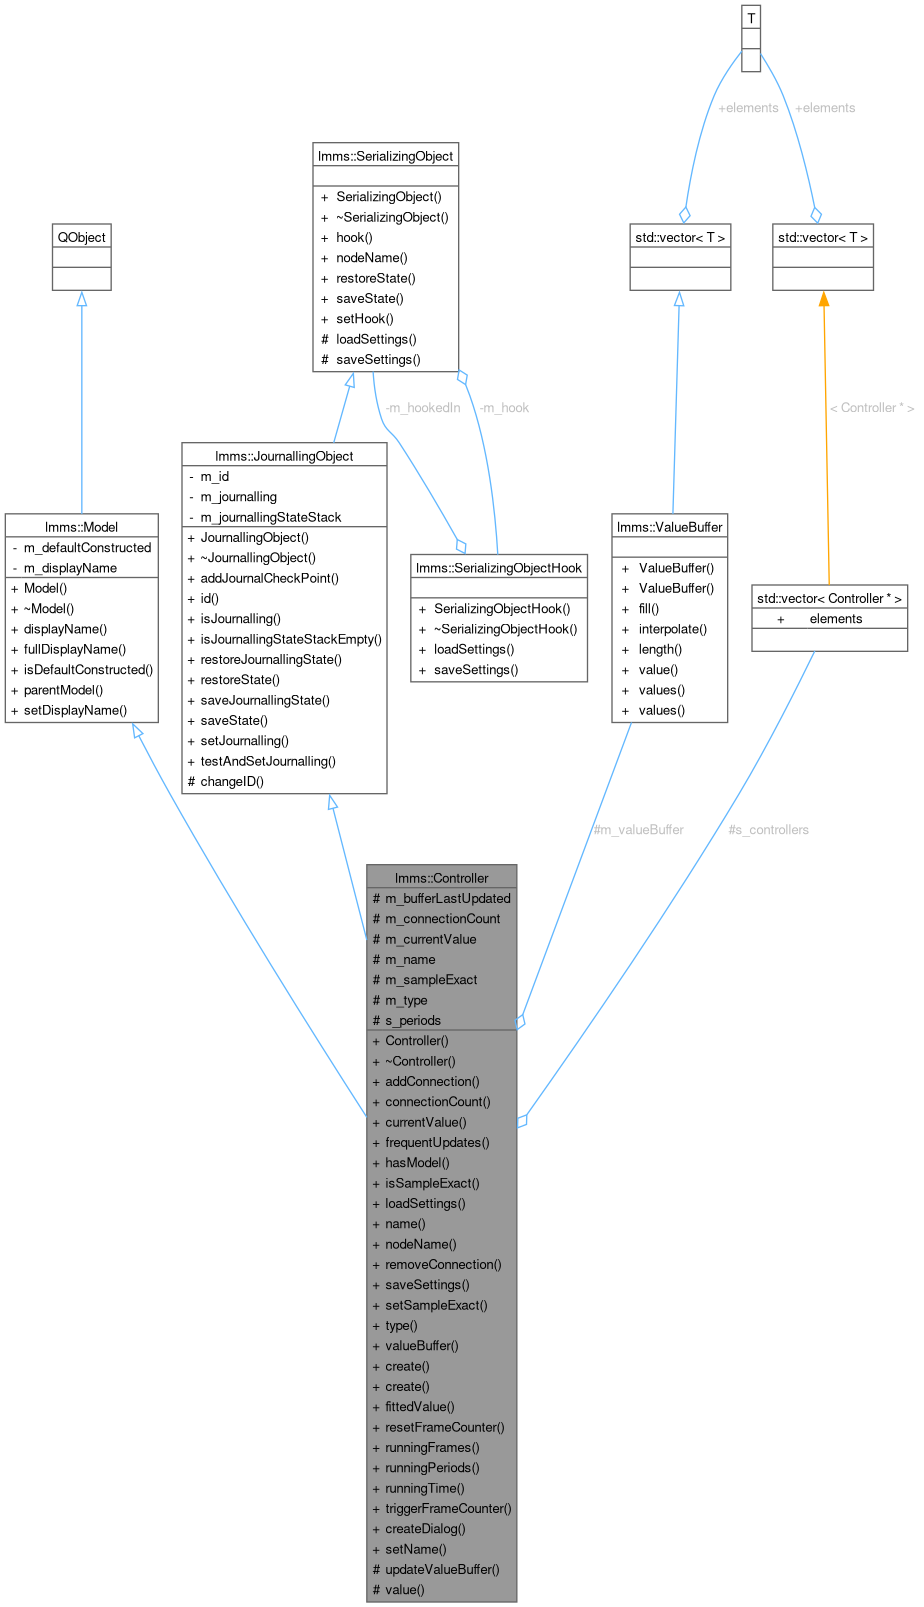 T
+elements
+elements
lmms::SerializingObject
+ SerializingObject()
+ ~SerializingObject()
+ hook()
+ nodeName()
+ restoreState()
+ saveState()
+ setHook()
# loadSettings()
# saveSettings()
QObject
std::vector< T >
std::vector< T >
-m_hookedIn
-m_hook
< Controller * >
lmms::JournallingObject
- m_id
- m_journalling
- m_journallingStateStack
+ JournallingObject()
+ ~JournallingObject()
+ addJournalCheckPoint()
+ id()
+ isJournalling()
+ isJournallingStateStackEmpty()
+ restoreJournallingState()
+ restoreState()
+ saveJournallingState()
+ saveState()
+ setJournalling()
+ testAndSetJournalling()
# changeID()
lmms::Model
- m_defaultConstructed
- m_displayName
+ Model()
+ ~Model()
+ displayName()
+ fullDisplayName()
+ isDefaultConstructed()
+ parentModel()
+ setDisplayName()
lmms::SerializingObjectHook
+ SerializingObjectHook()
+ ~SerializingObjectHook()
+ loadSettings()
+ saveSettings()
lmms::ValueBuffer
+ ValueBuffer()
+ ValueBuffer()
+ fill()
+ interpolate()
+ length()
+ value()
+ values()
+ values()
std::vector< Controller * >
+ elements
#m_valueBuffer
#s_controllers
lmms::Controller
# m_bufferLastUpdated
# m_connectionCount
# m_currentValue
# m_name
# m_sampleExact
# m_type
# s_periods
+ Controller()
+ ~Controller()
+ addConnection()
+ connectionCount()
+ currentValue()
+ frequentUpdates()
+ hasModel()
+ isSampleExact()
+ loadSettings()
+ name()
+ nodeName()
+ removeConnection()
+ saveSettings()
+ setSampleExact()
+ type()
+ valueBuffer()
+ create()
+ create()
+ fittedValue()
+ resetFrameCounter()
+ runningFrames()
+ runningPeriods()
+ runningTime()
+ triggerFrameCounter()
+ createDialog()
+ setName()
# updateValueBuffer()
# value()